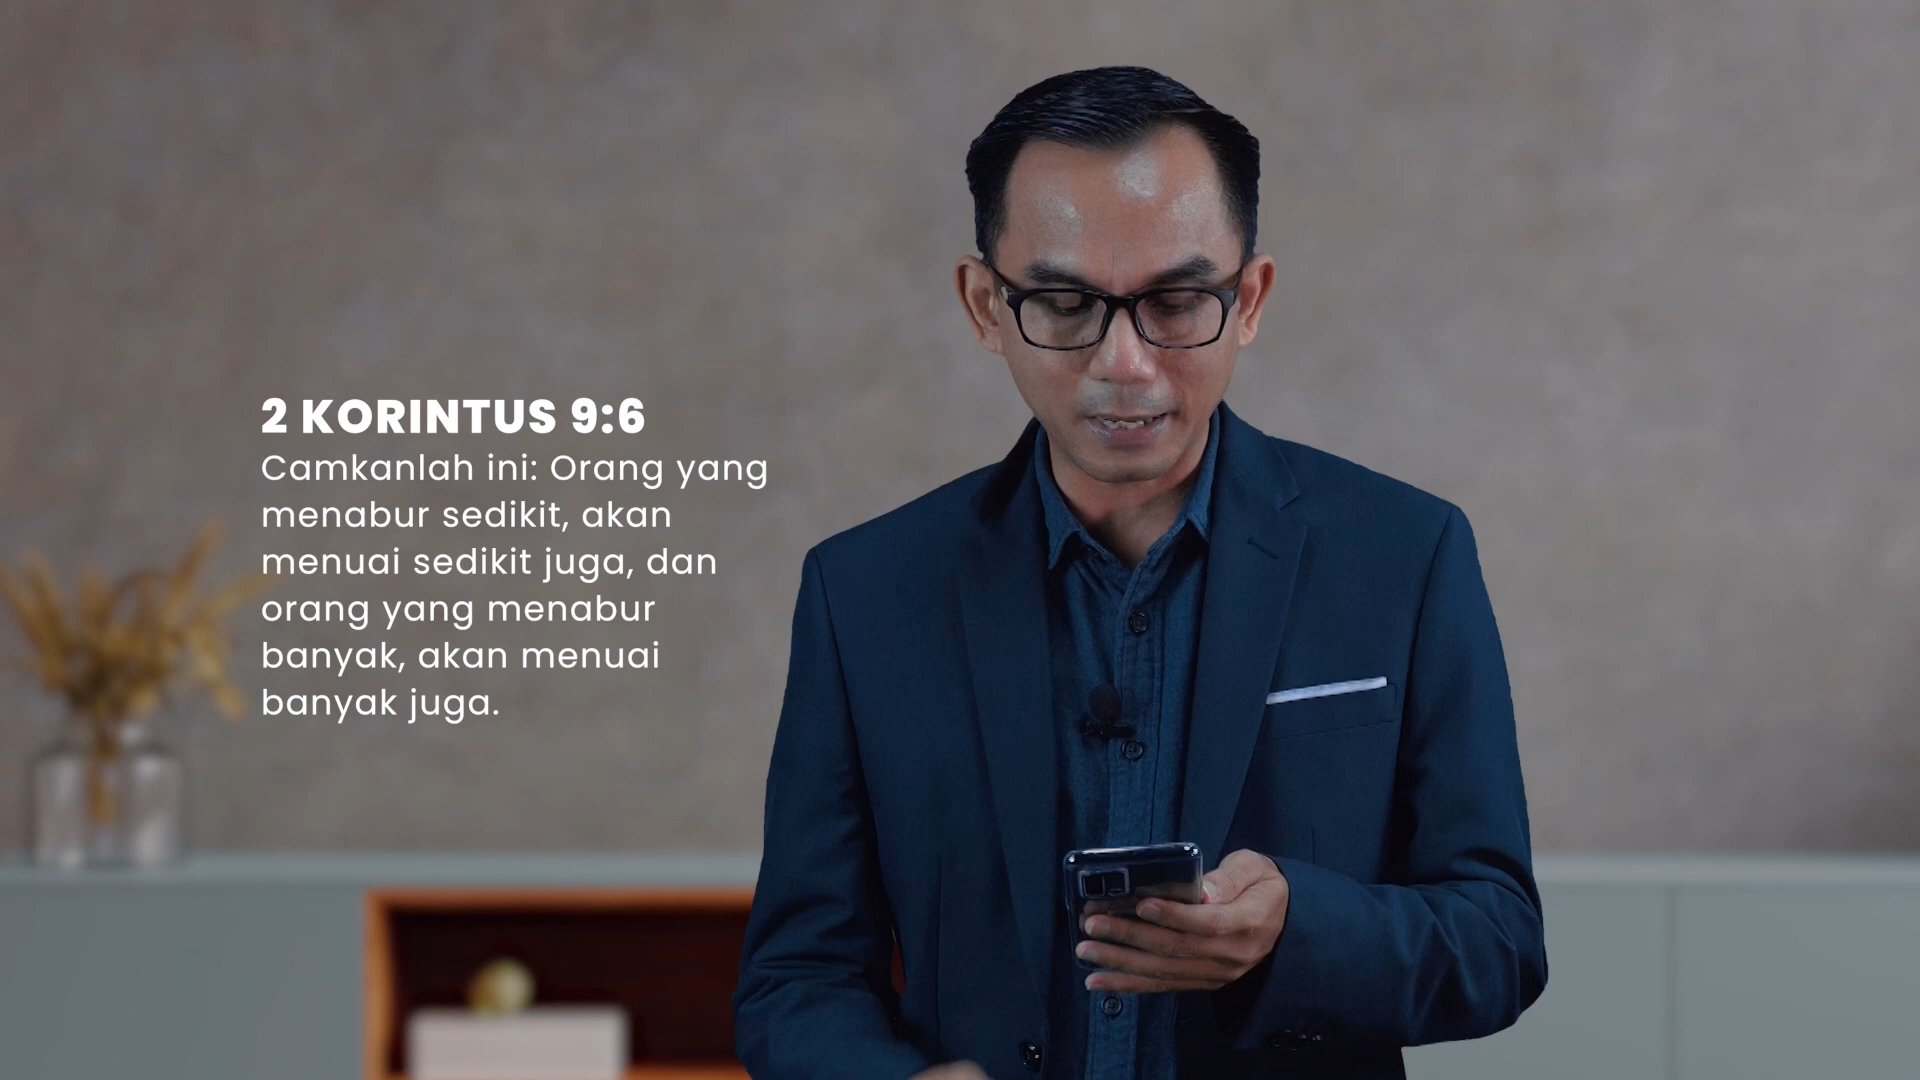 2 KORINTUS 9:6
Camkanlah ini: Orang yang
menabur sedikit, akan
menuai sedikit juga, dan
orang yang menabur
banyak, akan menuai
banyak juga.